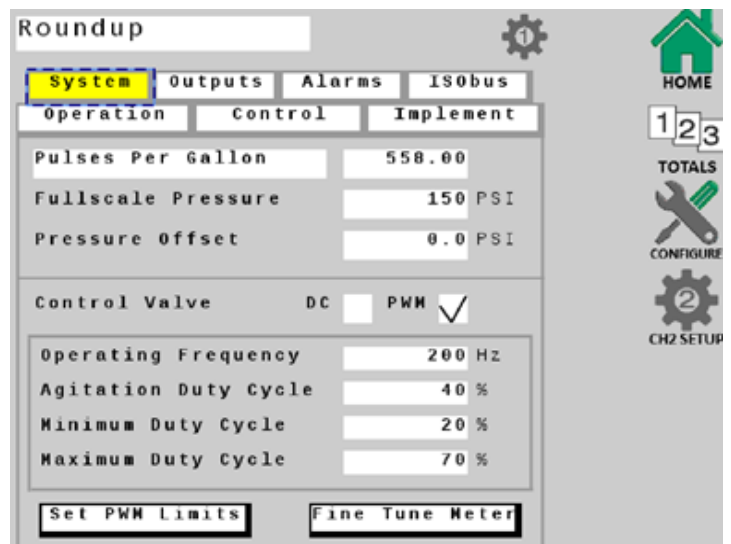 Roundup
1
System Outputs Alarms ISObus
Operation Control Implement
Pulses Per Gallon 558.00
Fullscale Pressure 150 PSI
Pressure Offset 0.0 PSI
Control Valve DC PWM
Operating Frequency 200 Hz
Agitation Duty Cycle 40 %
Minimum Duty Cycle 20 %
Maximum Duty Cycle 70 %
Set PWM Limits Fine Tune Meter
HOME
123
TOTALS
CONFIGURE
2
CH2 SETUP